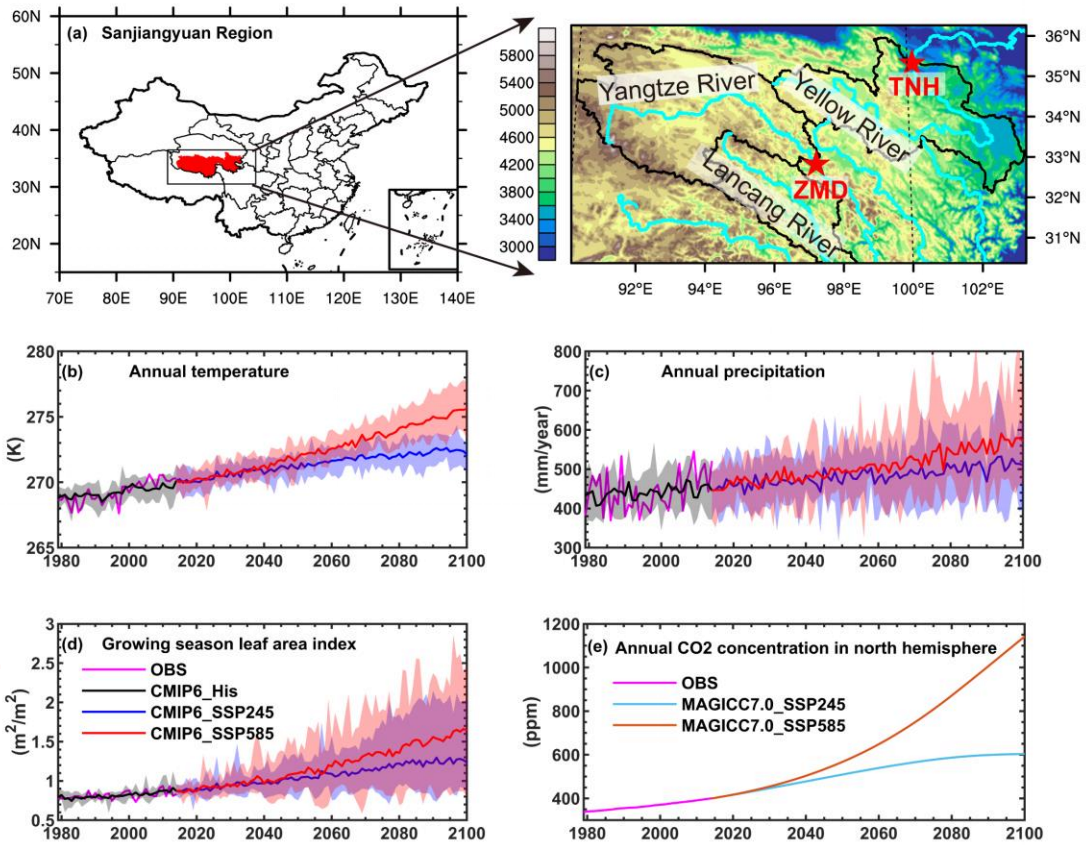 (a) Sanjiangyuan Region
60N
50N
40N
30N
20N
70E 80E 90E 100E 110E 120E 130E 140E
5800
5400
5000
4600
4200
3800
3400
3000
Yangtze River
Yellow River
Lancang River
TNH
ZMD
36°N
35°N
34°N
33°N
32°N
31°N
92°E 94°E 96°E 98°E 100°E 102°E
(b) Annual temperature
(K)
280
275
270
265
1980 2000 2020 2040 2060 2080 2100
(c) Annual precipitation
(mm/year)
800
700
600
500
400
300
1980 2000 2020 2040 2060 2080 2100
(d) Growing season leaf area index
OBS
CMIP6_His
CMIP6_SSP245
CMIP6_SSP585
(m²/m²)
3
2.5
2
1.5
1
0.5
1980 2000 2020 2040 2060 2080 2100
(e) Annual CO2 concentration in north hemisphere
OBS
MAGICC7.0_SSP245
MAGICC7.0_SSP585
(ppm)
1200
1000
800
600
400
1980 2000 2020 2040 2060 2080 2100